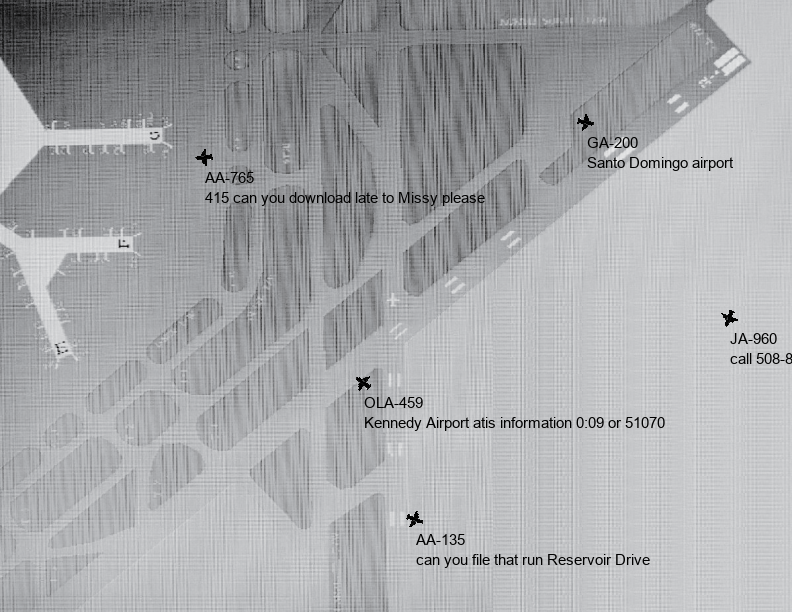 GA-200
Santo Domingo airport
AA-765
415 can you download late to Missy please
JA-960
call 508-8
OLA-459
Kennedy Airport atis information 0:09 or 51070
AA-135
can you file that run Reservoir Drive
G
F
E